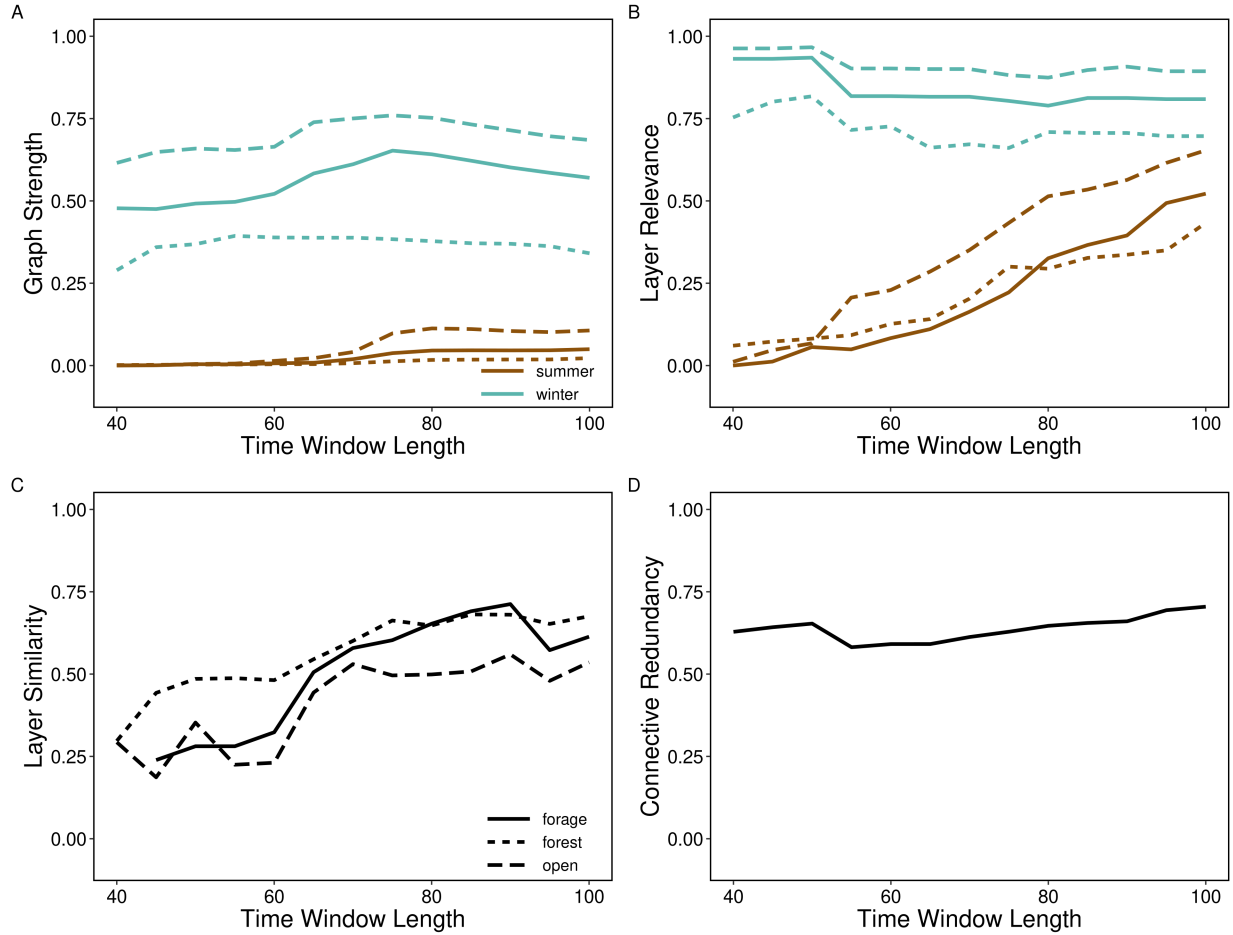 A
1.00
0.75
0.50
0.25
0.00
Graph Strength
40
60
80
100
Time Window Length
summer
winter
B
1.00
0.75
0.50
0.25
0.00
Layer Relevance
40
60
80
100
Time Window Length
C
1.00
0.75
0.50
0.25
0.00
Layer Similarity
40
60
80
100
Time Window Length
forage
forest
open
D
1.00
0.75
0.50
0.25
0.00
Connective Redundancy
40
60
80
100
Time Window Length